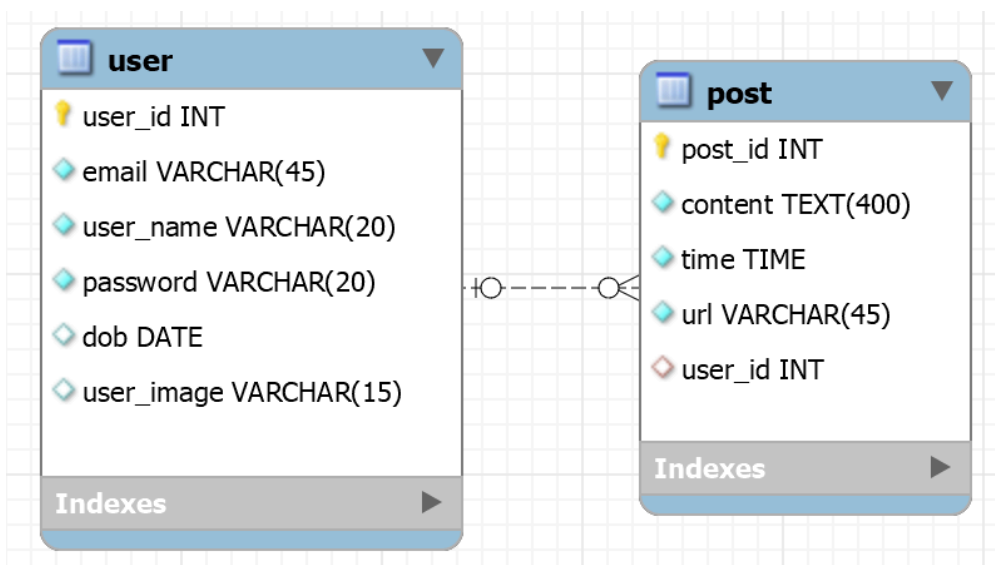 user
user_id INT
email VARCHAR(45)
user_name VARCHAR(20)
password VARCHAR(20)
dob DATE
user_image VARCHAR(15)
Indexes
post
post_id INT
content TEXT(400)
time TIME
url VARCHAR(45)
user_id INT
Indexes